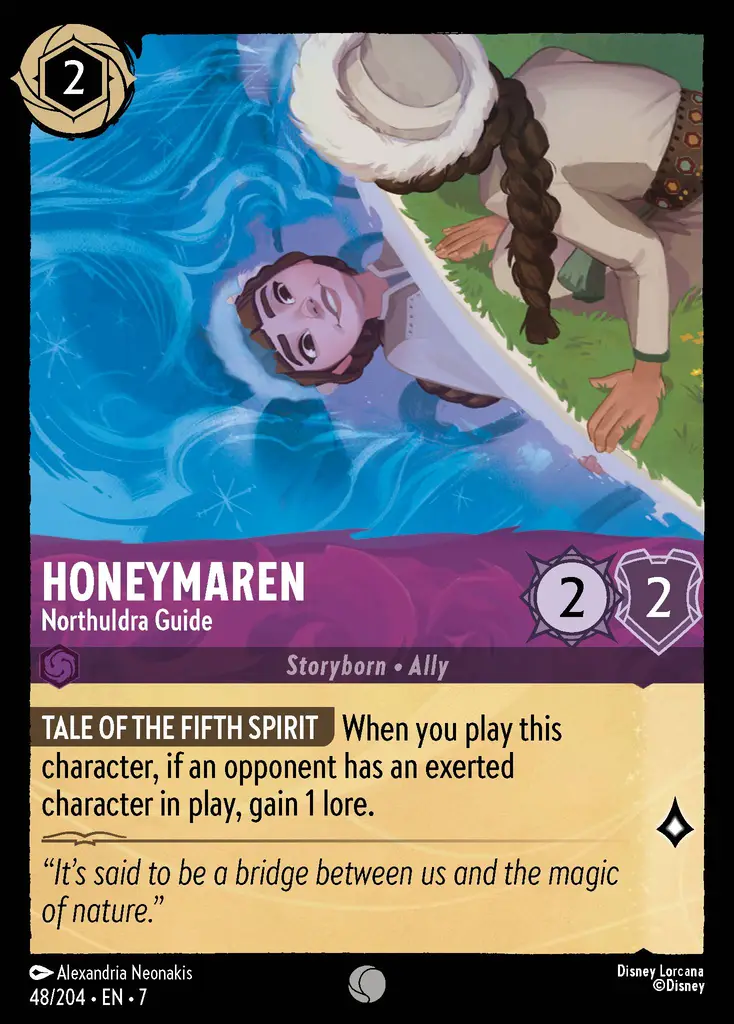 2
HONEYMAREN
Northuldra Guide
2
2
Storyborn • Ally
TALE OF THE FIFTH SPIRIT When you play this
character, if an opponent has an exerted
character in play, gain 1 lore.
“It’s said to be a bridge between us and the magic
of nature.”
Alexandria Neonakis
48/204 • EN • 7
Disney Lorcana
©Disney